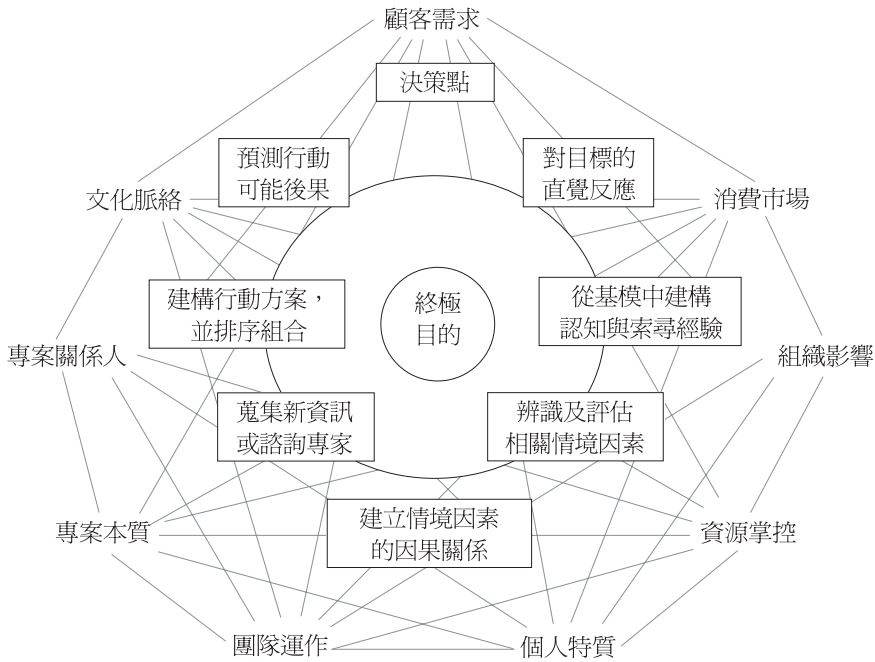 顧客需求
決策點
預測行動
可能後果
對目標的
直覺反應
文化脈絡
消費市場
建構行動方案，
並排序組合
終極
目的
從基模中建構
認知與索尋經驗
專案關係人
組織影響
蒐集新資訊
或諮詢專家
辨識及評估
相關情境因素
專案本質
建立情境因素
的因果關係
資源掌控
團隊運作
個人特質